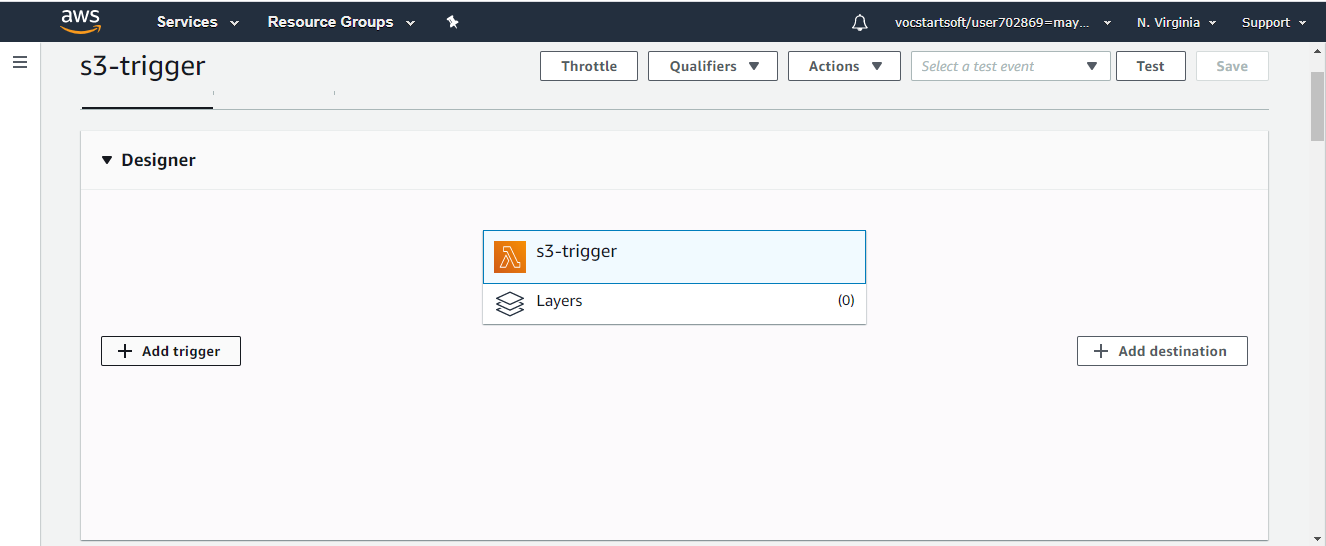 aws Services Resource Groups vocstartsoft/user702869=may... N. Virginia Support
s3-trigger Throttle Qualifiers Actions Select a test event Test Save
Designer
s3-trigger
Layers (0)
Add trigger Add destination